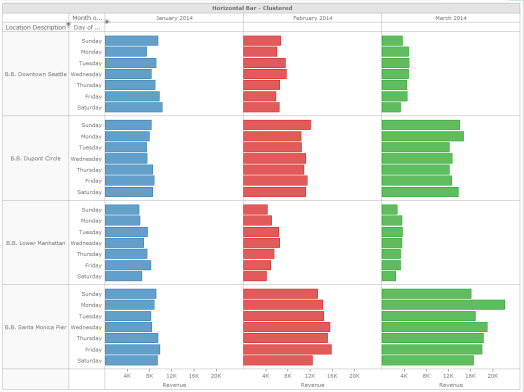 Horizontal Bar - Clustered
Month o... January 2014 February 2014 March 2014
Location Description Day of ...
B.B. Downtown Seattle
Sunday
Monday
Tuesday
Wednesday
Thursday
Friday
Saturday
B.B. Dupont Circle
Sunday
Monday
Tuesday
Wednesday
Thursday
Friday
Saturday
B.B. Lower Manhattan
Sunday
Monday
Tuesday
Wednesday
Thursday
Friday
Saturday
B.B. Santa Monica Pier
Sunday
Monday
Tuesday
Wednesday
Thursday
Friday
Saturday
4K 8K 12K 16K 20K 4K 8K 12K 16K 20K 4K 8K 12K 16K 20K
Revenue Revenue Revenue